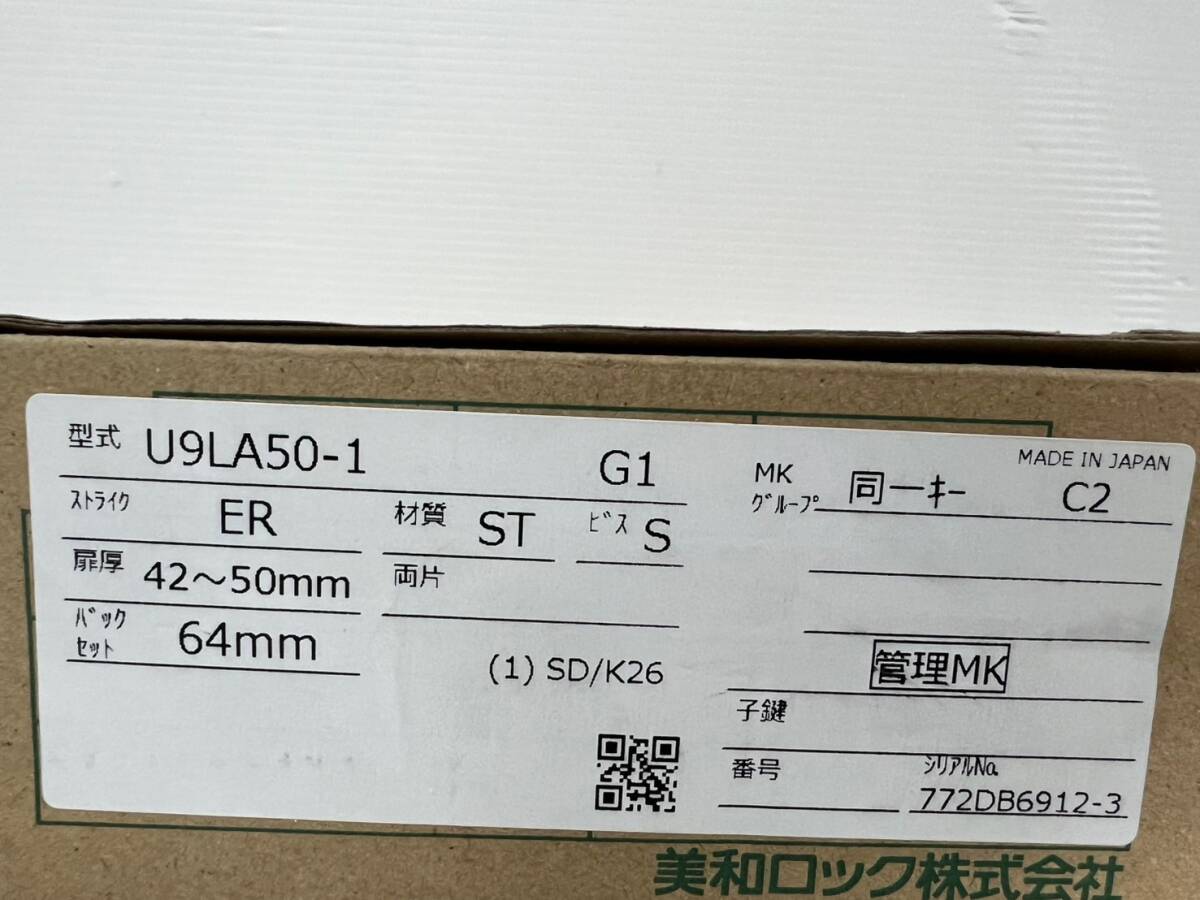 型式 U9LA50-1 G1
MADE IN JAPAN
MK グループ 同一キー C2
ストライク ER 材質 ST ビス S
扉厚 42～50mm 両片
バックセット 64mm
(1) SD/K26
管理MK
子鍵
番号 シリアルNo.
772DB6912-3
美和ロック株式会社